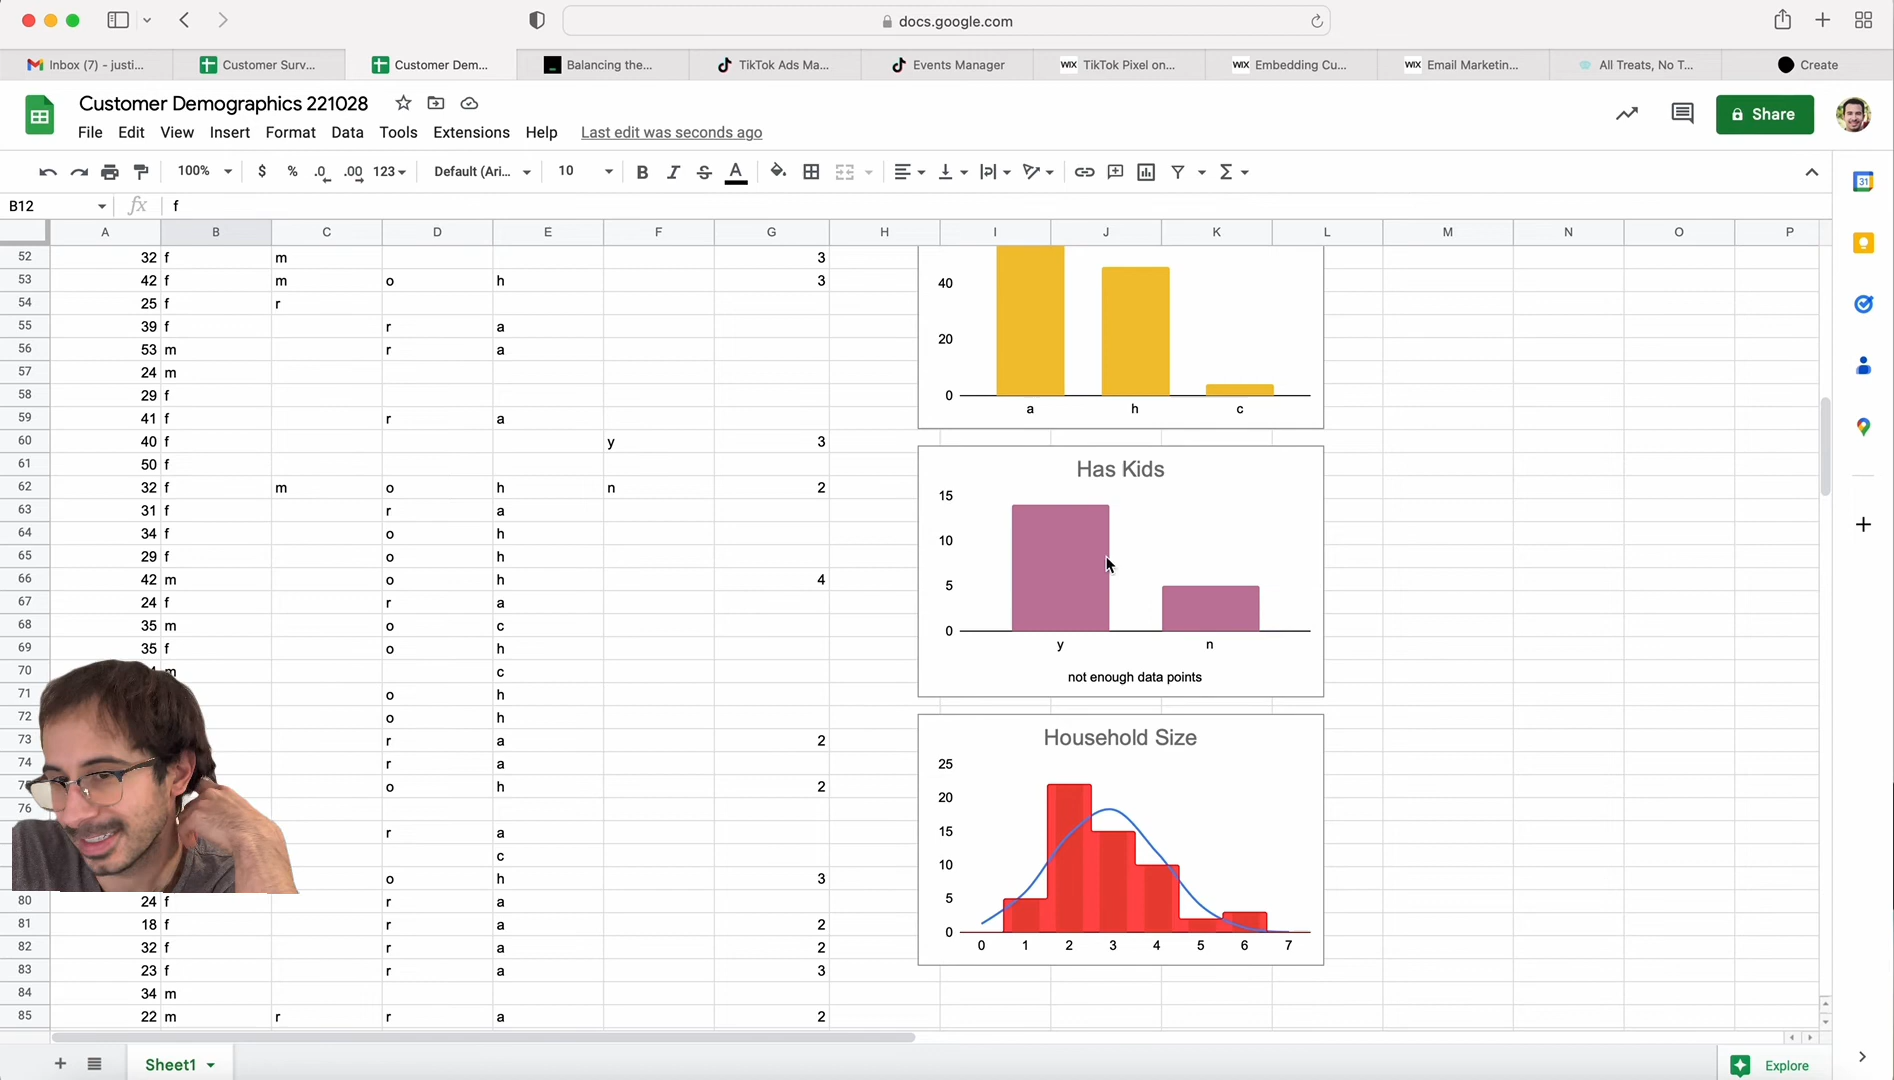 docs.google.com
Inbox (7) - justi...
Customer Surv...
Customer Dem...
Balancing the...
TikTok Ads Ma...
Events Manager
WIX TikTok Pixel on...
WIX Embedding Cu...
WIX Email Marketin...
All Treats, No T...
Create
Customer Demographics 221028
File Edit View Insert Format Data Tools Extensions Help Last edit was seconds ago
Share
100% $ % .0 .00 123 Default (Ari... 10 B I S A Σ
31
B12 fx f
A B C D E F G H I J K L M N O P
52 32 f m 3
53 42 f m o h 3
54 25 f r
55 39 f r a
56 53 m r a
57 24 m
58 29 f
59 41 f r a
60 40 f y 3
61 50 f
62 32 f m o h n 2
63 31 f r a
64 34 f o h
65 29 f o h
66 42 m o h 4
67 24 f r a
68 35 m o c
69 35 f o h
70 m c
71 o h
72 o h
73 r a 2
74 r a
o h 2
76
r a
c
o h 3
80 24 f r a
81 18 f r a 2
82 32 f r a 2
83 23 f r a 3
84 34 m
85 22 m r r a 2
40
20
0
a h c
Has Kids
15
10
5
0
y n
not enough data points
Household Size
25
20
15
10
5
0
0 1 2 3 4 5 6 7
Sheet1
Explore